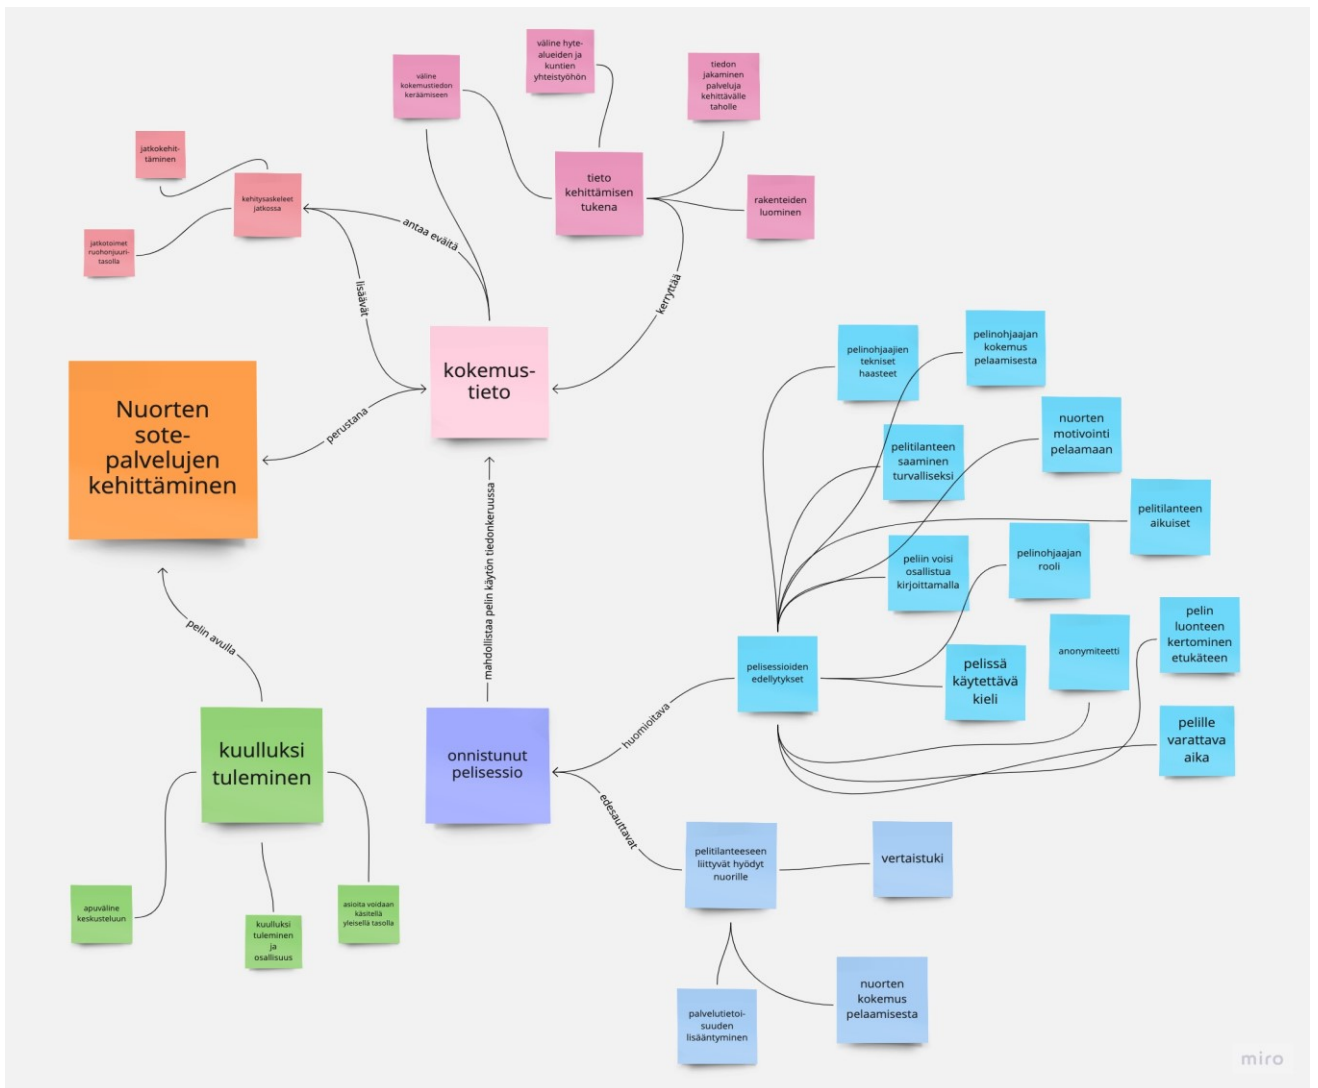 väline hyte-
alueiden ja
kuntien
yhteistyöhön
väline
kokemustiedon
keräämiseen
tiedon
jakaminen
palveluja
kehittävälle
taholle
jatkokehit-
täminen
tieto
kehittämisen
tukena
kehitysaskeleet
jatkossa
rakenteiden
luominen
jatkotoimet
ruohonjuuri-
tasolla
antaa eväitä
lisäävät
kerryttää
kokemus-
tieto
perustana
Nuorten
sote-
palvelujen
kehittäminen
pelinohjaajien
tekniset
haasteet
pelinohjaajan
kokemus
pelaamisesta
nuorten
motivointi
pelaamaan
pelitilanteen
saaminen
turvalliseksi
pelitilanteen
aikuiset
peliin voisi
osallistua
kirjoittamalla
pelinohjaajan
rooli
mahdollistaa pelin käytön tiedonkeruussa
pelin avulla
pelisessioiden
edellytykset
pelissä
käytettävä
kieli
anonymiteetti
pelin
luonteen
kertominen
etukäteen
pelille
varattava
aika
huomioitava
kuulluksi
tuleminen
onnistunut
pelisessio
edesauttavat
pelitilanteeseen
liittyvät hyödyt
nuorille
vertaistuki
apuväline
keskusteluun
kuulluksi
tuleminen
ja
osallisuus
asioita voidaan
käsitellä
yleisellä tasolla
palvelutietoi-
suuden
lisääntyminen
nuorten
kokemus
pelaamisesta
miro